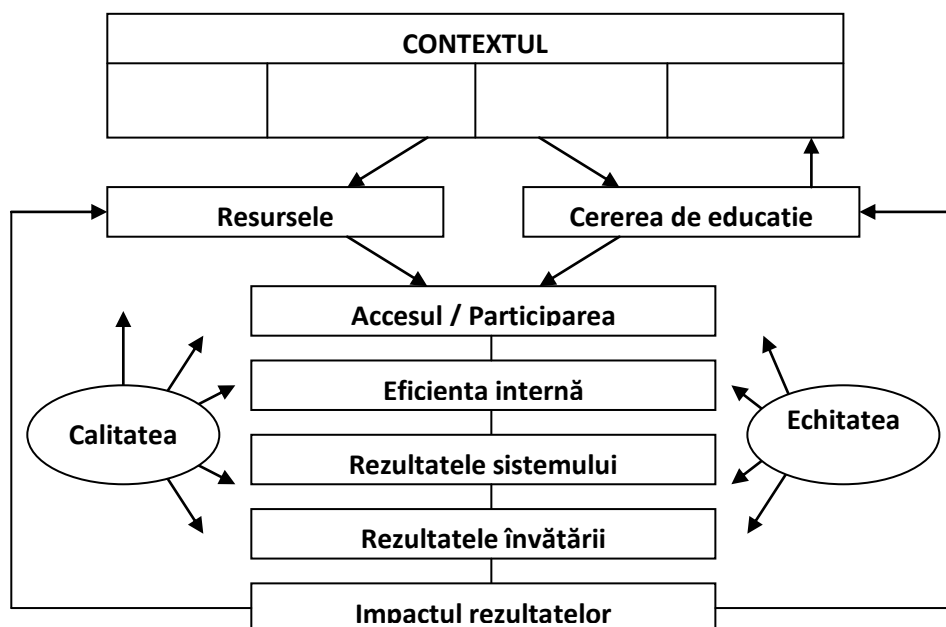 CONTEXTUL
Resursele
Cererea de educatie
Accesul / Participarea
Eficienta internă
Calitatea
Echitatea
Rezultatele sistemului
Rezultatele învătării
Impactul rezultatelor